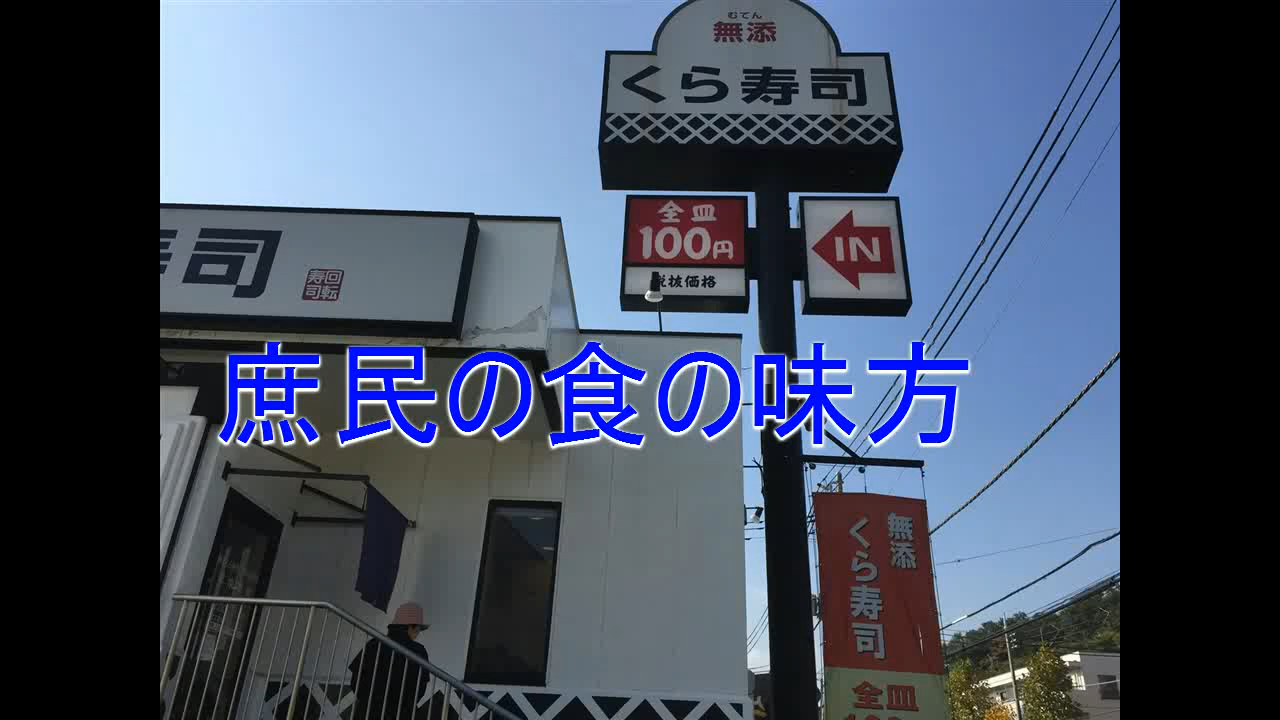 むてん
無添
くら寿司
全皿
100円
税抜価格
IN
寿司
回転
寿司
庶民の食の味方
無添
くら寿司
全皿